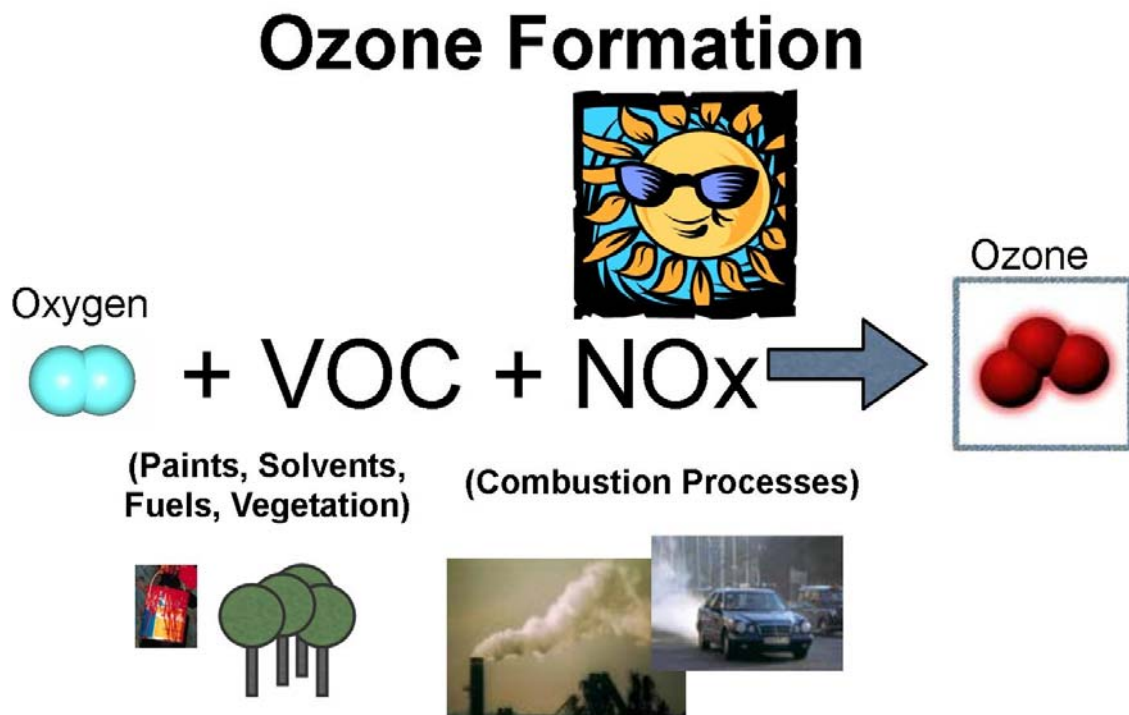 Ozone Formation
Oxygen
Ozone
+ VOC + NOx
(Paints, Solvents,
Fuels, Vegetation)
(Combustion Processes)